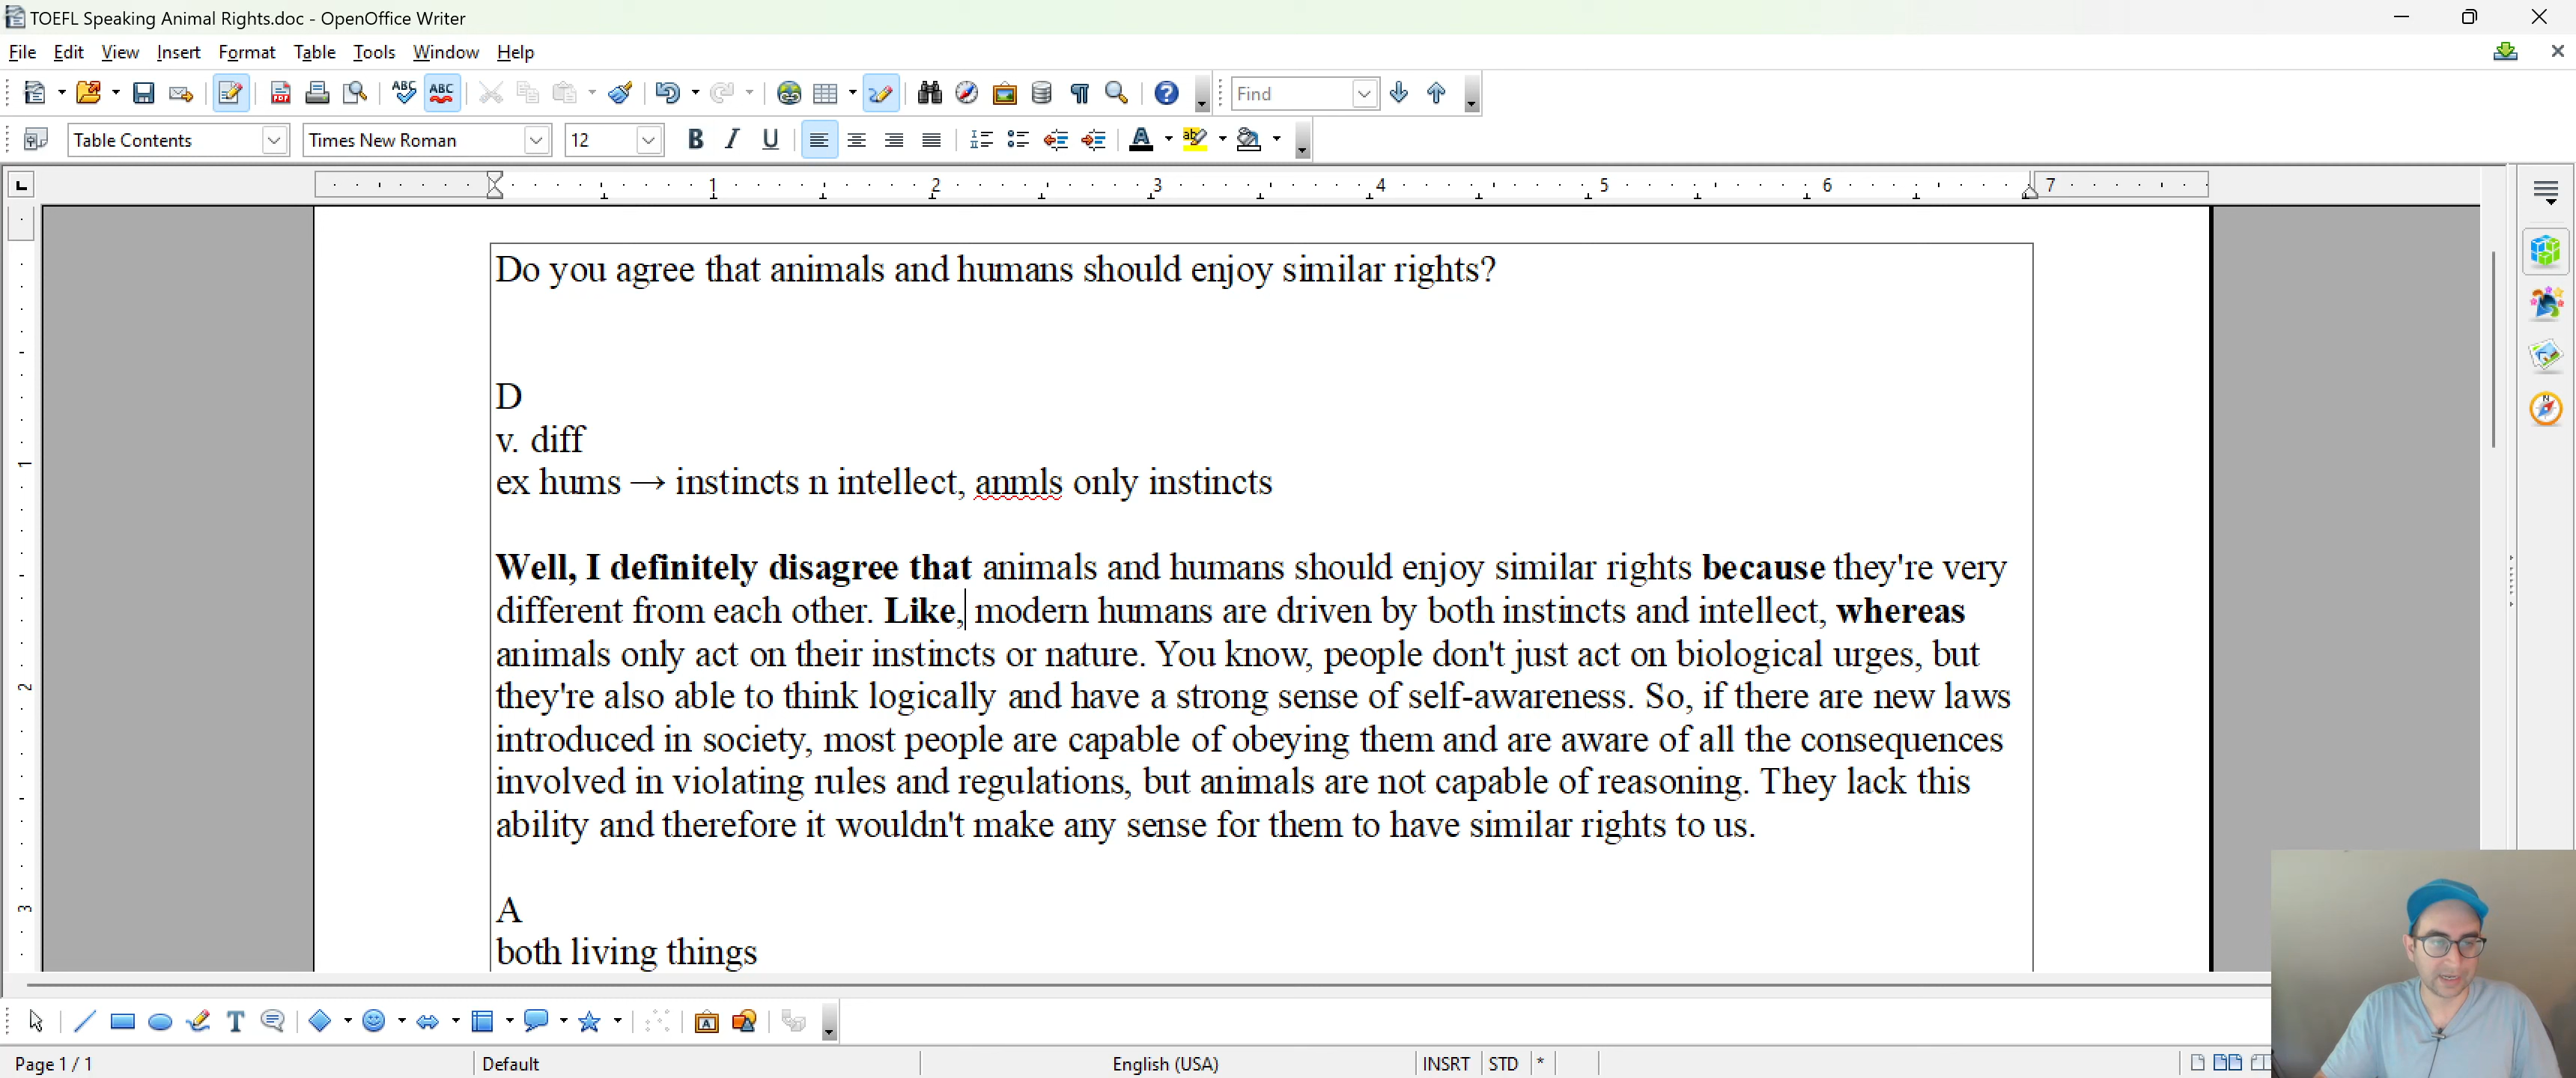 TOEFL Speaking Animal Rights.doc - OpenOffice Writer
File Edit View Insert Format Table Tools Window Help
Find
Table Contents Times New Roman 12
1 2 3 4 5 6 7
Do you agree that animals and humans should enjoy similar rights?
D
v. diff
ex hums → instincts n intellect, anmls only instincts
Well, I definitely disagree that animals and humans should enjoy similar rights because they're very
different from each other. Like, modern humans are driven by both instincts and intellect, whereas
animals only act on their instincts or nature. You know, people don't just act on biological urges, but
they're also able to think logically and have a strong sense of self-awareness. So, if there are new laws
introduced in society, most people are capable of obeying them and are aware of all the consequences
involved in violating rules and regulations, but animals are not capable of reasoning. They lack this
ability and therefore it wouldn't make any sense for them to have similar rights to us.
A
both living things
Page 1 / 1 Default English (USA) INSRT STD *